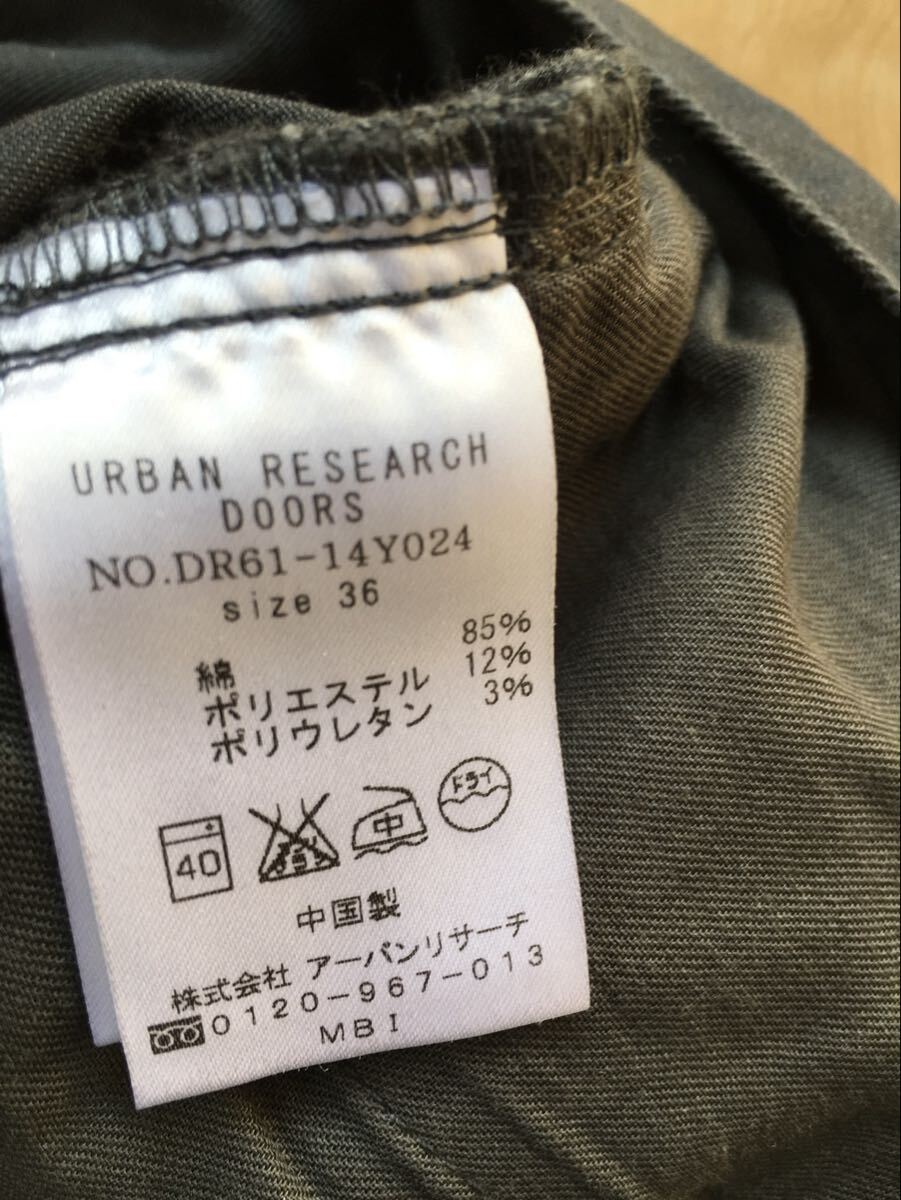 URBAN RESEARCH
DOORS
NO.DR61-14Y024
size 36
綿 85%
ポリエステル 12%
ポリウレタン 3%
40 中 ドライ
中国製
株式会社 アーバンリサーチ
0120-967-013
MBI